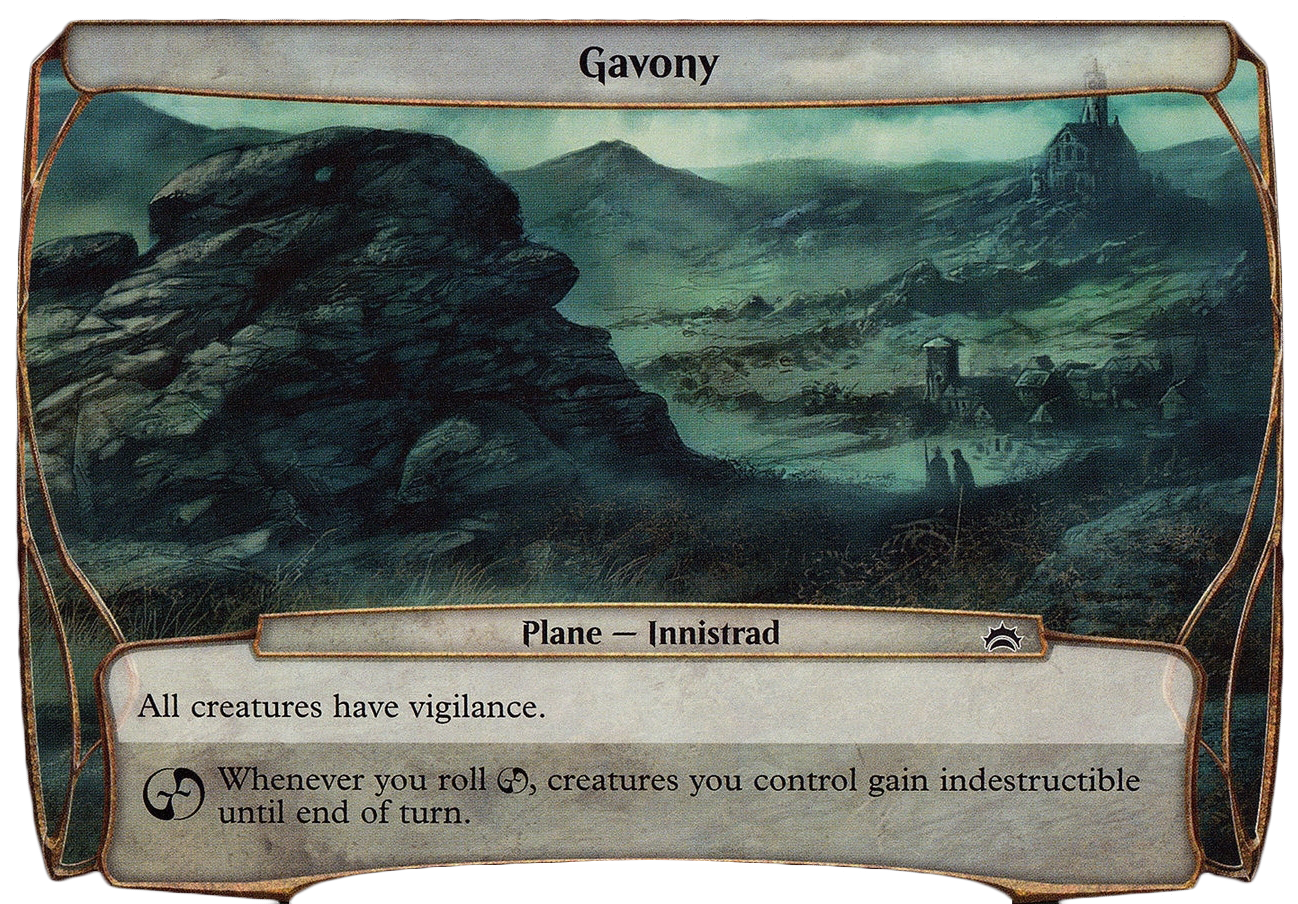 Gavony
Plane — Innistrad
All creatures have vigilance.
Whenever you roll , creatures you control gain indestructible
until end of turn.